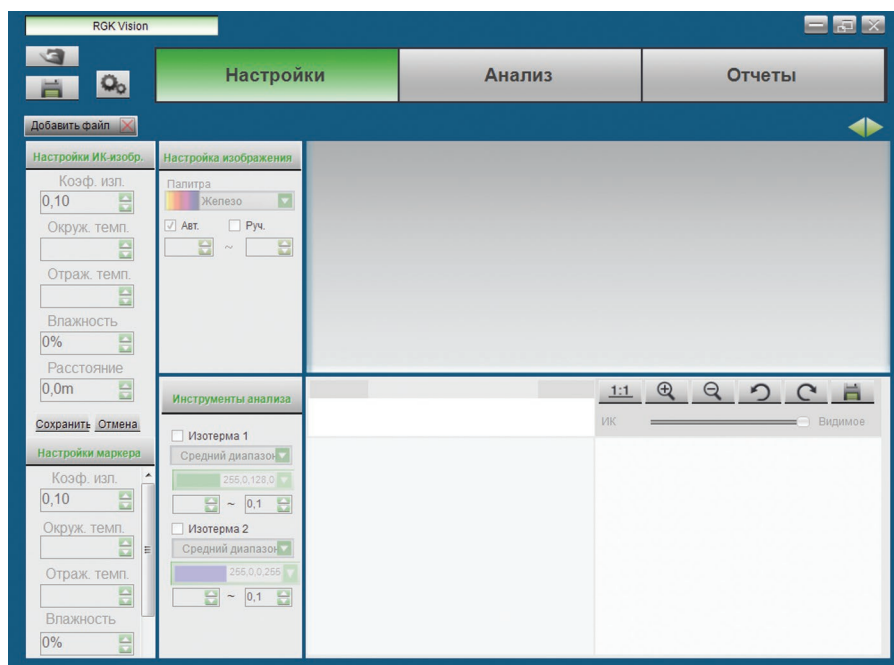 RGK Vision
Настройки
Анализ
Отчеты
Добавить файл
Настройки ИК-изобр.
Коэф. изл.
0,10
Окруж. темп.
Отраж. темп.
Влажность
0%
Расстояние
0,0m
Сохранить Отмена
Настройки маркера
Коэф. изл.
0,10
Окруж. темп.
Отраж. темп.
Влажность
0%
Настройка изображения
Палитра
Железо
Авт. Руч.
~
Инструменты анализа
Изотерма 1
Средний диапазон
255,0,128,0
~ 0,1
Изотерма 2
Средний диапазон
255,0,0,255
~ 0,1
1:1
ИК Видимое